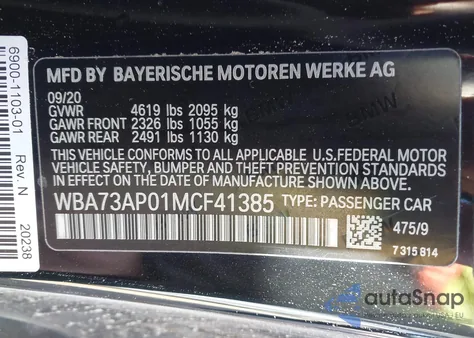 MFD BY BAYERISCHE MOTOREN WERKE AG
09/20
GVWR 4619 lbs 2095 kg
GAWR FRONT 2326 lbs 1055 kg
GAWR REAR 2491 lbs 1130 kg
THIS VEHICLE CONFORMS TO ALL APPLICABLE U.S.FEDERAL MOTOR
VEHICLE SAFETY, BUMPER AND THEFT PREVENTION STANDARDS
IN EFFECT ON THE DATE OF MANUFACTURE SHOWN ABOVE.
WBA73AP01MCF41385 TYPE: PASSENGER CAR
475/9
7 315 814
6900-1103-01 Rev. N 20238
autoSnap